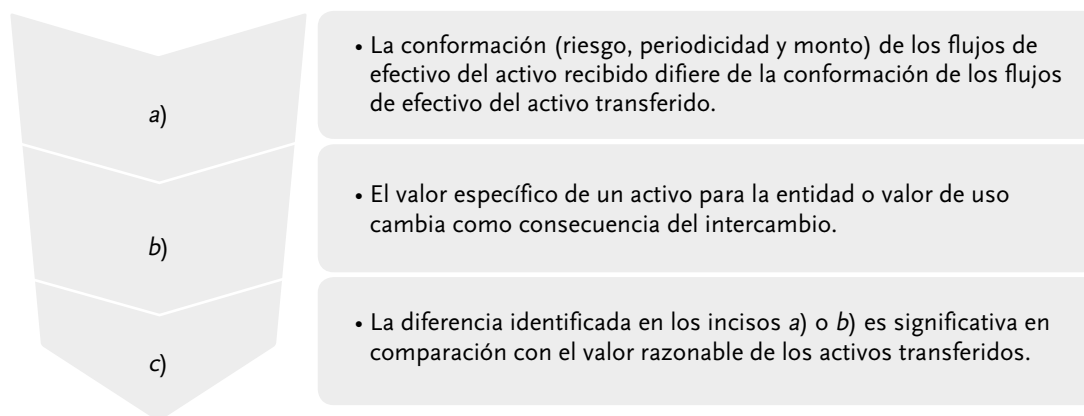 a)
• La conformación (riesgo, periodicidad y monto) de los flujos de
efectivo del activo recibido difiere de la conformación de los flujos
de efectivo del activo transferido.
b)
• El valor específico de un activo para la entidad o valor de uso
cambia como consecuencia del intercambio.
c)
• La diferencia identificada en los incisos a) o b) es significativa en
comparación con el valor razonable de los activos transferidos.